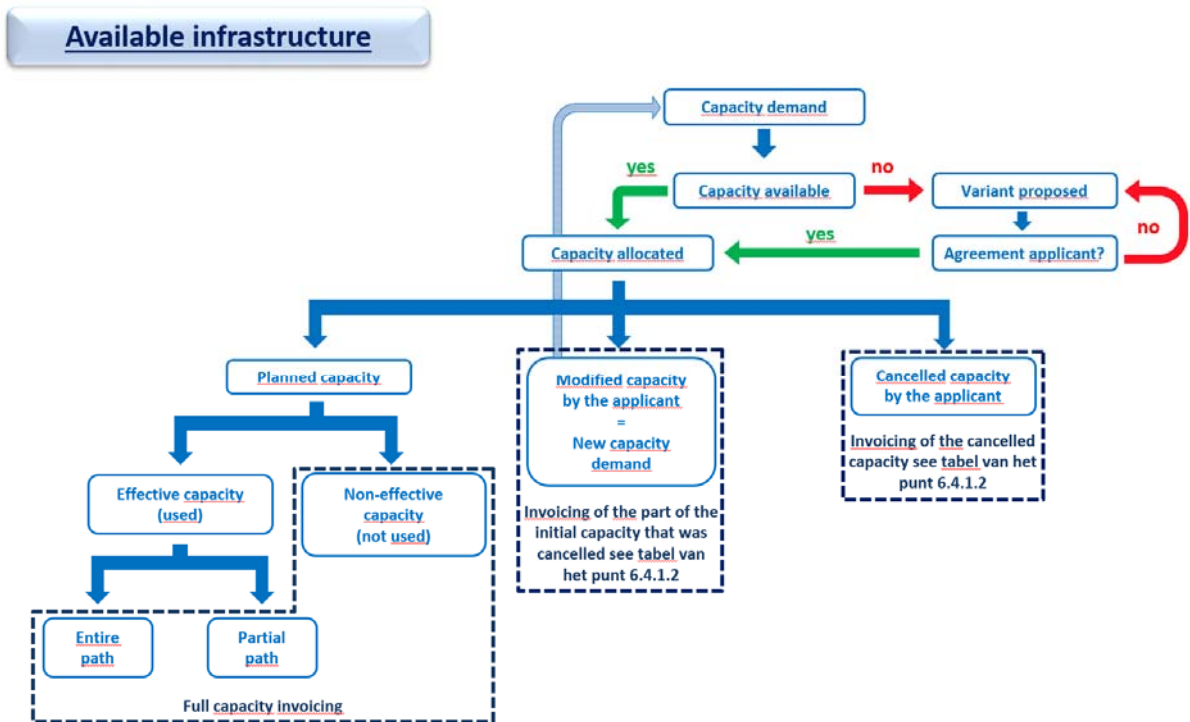 Available infrastructure
Capacity demand
yes
no
Capacity available
Variant proposed
no
yes
Capacity allocated
Agreement applicant?
Planned capacity
Modified capacity
by the applicant
=
New capacity
demand
Cancelled capacity
by the applicant
Invoicing of the cancelled
capacity see tabel van het
punt 6.4.1.2
Effective capacity
(used)
Non-effective
capacity
(not used)
Invoicing of the part of the
initial capacity that was
cancelled see tabel van
het punt 6.4.1.2
Entire
path
Partial
path
Full capacity invoicing